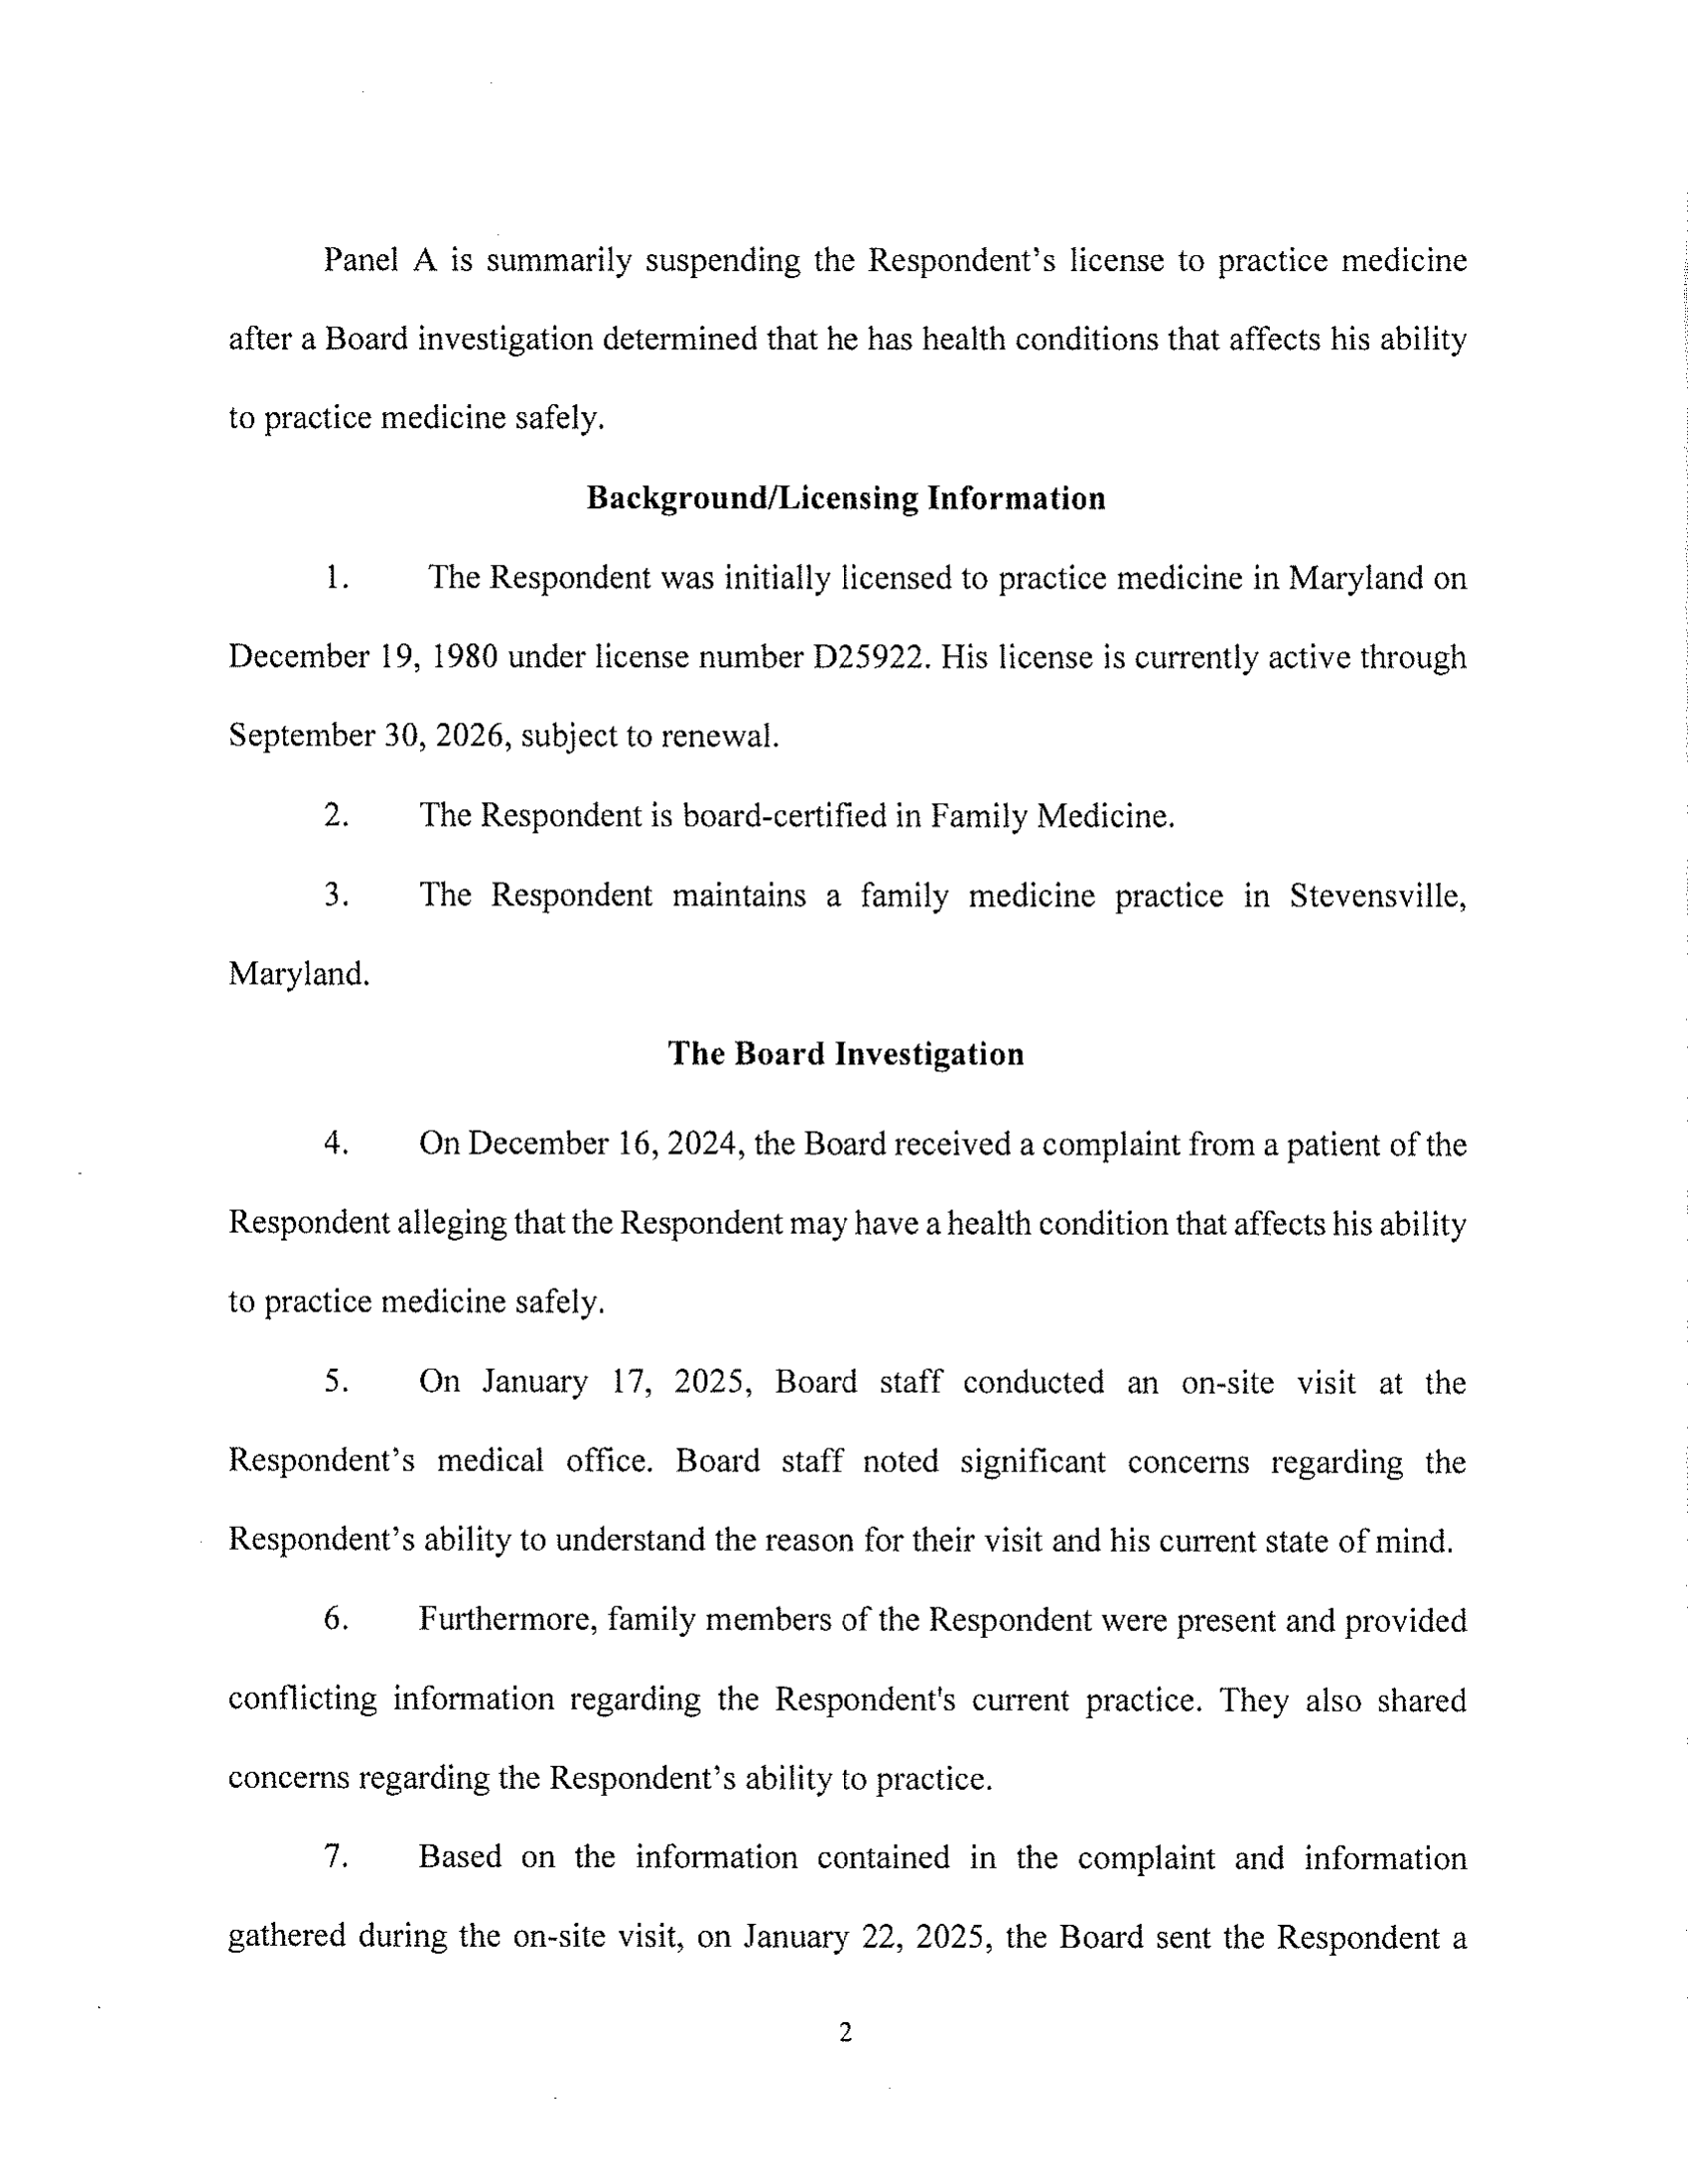 Panel A is summarily suspending the Respondent’s license to practice medicine
after a Board investigation determined that he has health conditions that affects his ability
to practice medicine safely.
Background/Licensing Information
1. The Respondent was initially licensed to practice medicine in Maryland on
December 19, 1980 under license number D25922. His license is currently active through
September 30, 2026, subject to renewal.
2. The Respondent is board-certified in Family Medicine.
3. The Respondent maintains a family medicine practice in Stevensville,
Maryland.
The Board Investigation
4. On December 16, 2024, the Board received a complaint from a patient of the
Respondent alleging that the Respondent may have a health condition that affects his ability
to practice medicine safely.
5. On January 17, 2025, Board staff conducted an on-site visit at the
Respondent’s medical office. Board staff noted significant concerns regarding the
Respondent’s ability to understand the reason for their visit and his current state of mind.
6. Furthermore, family members of the Respondent were present and provided
conflicting information regarding the Respondent's current practice. They also shared
concerns regarding the Respondent’s ability to practice.
7. Based on the information contained in the complaint and information
gathered during the on-site visit, on January 22, 2025, the Board sent the Respondent a
2